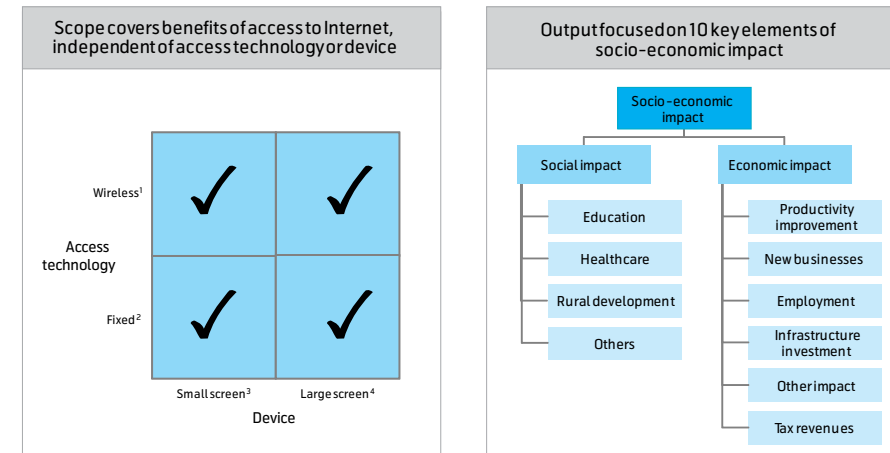 Scope covers benefits of access to Internet,
independent of access technology or device
Wireless¹
Access
technology
Fixed²
Small screen³
Large screen⁴
Device
Output focused on 10 key elements of
socio-economic impact
Socio-economic
impact
Social impact
Economic impact
Education
Healthcare
Rural development
Others
Productivity
improvement
New businesses
Employment
Infrastructure
investment
Other impact
Tax revenues